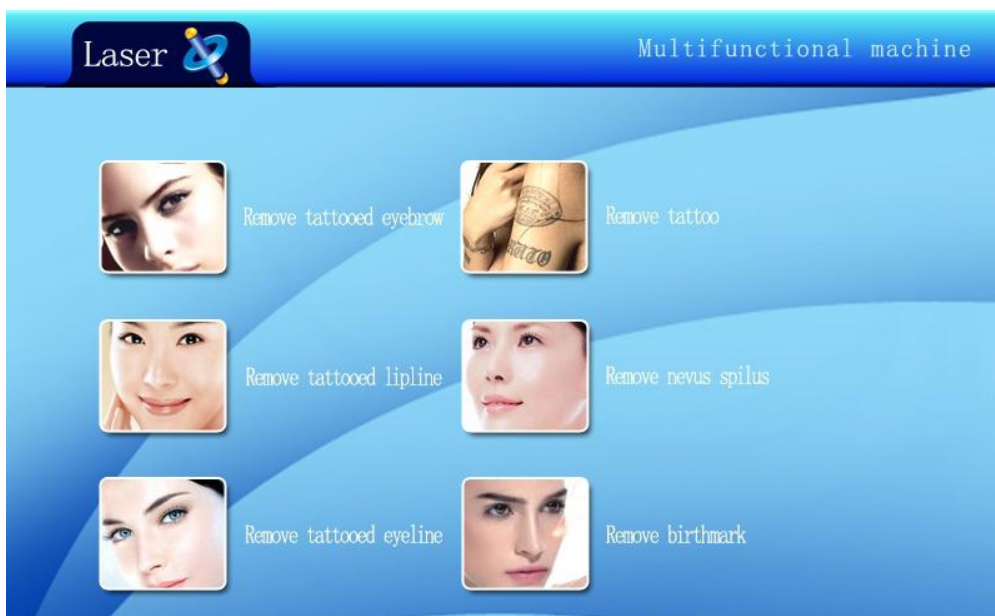 Laser
Multifunctional machine
Remove tattooed eyebrow
Remove tattoo
Remove tattooed lipline
Remove nevus spilus
Remove tattooed eyeline
Remove birthmark